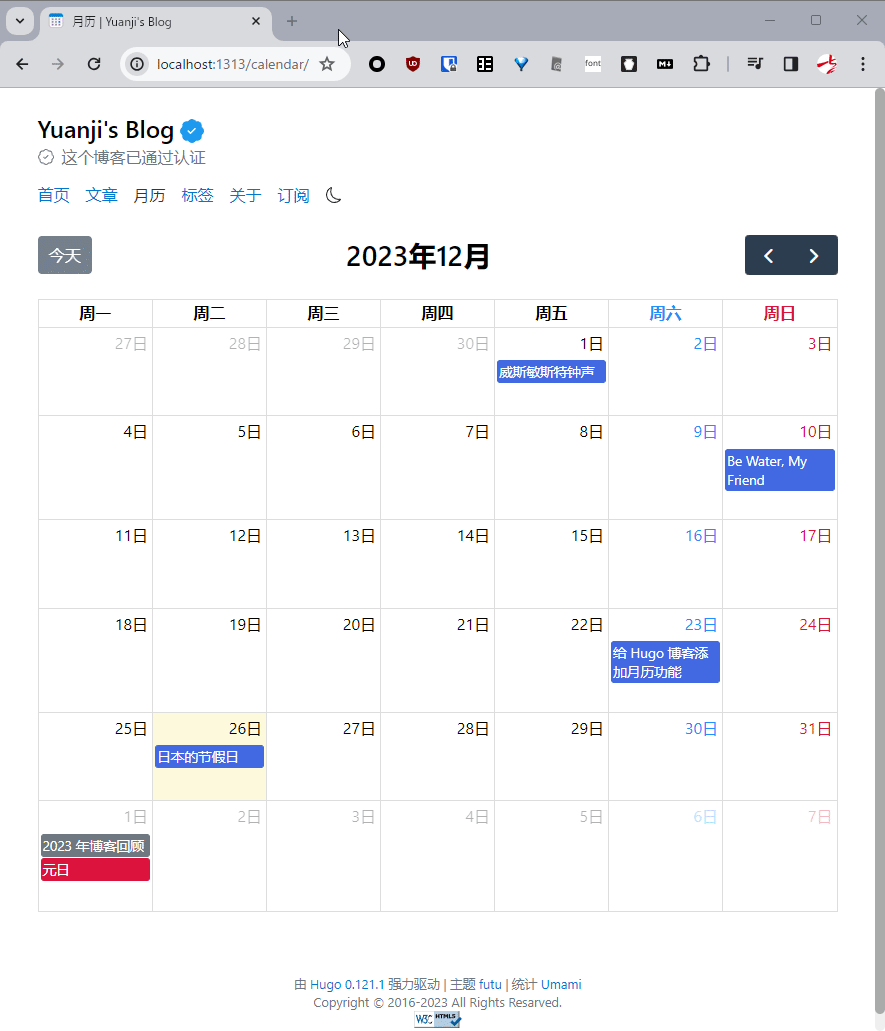 月历 | Yuanji's Blog
localhost:1313/calendar/
font
Yuanji's Blog
这个博客已通过认证
首页 文章 月历 标签 关于 订阅
今天 2023年12月
周一 周二 周三 周四 周五 周六 周日
27日 28日 29日 30日 1日 2日 3日
威斯敏斯特钟声
4日 5日 6日 7日 8日 9日 10日
Be Water, My
Friend
11日 12日 13日 14日 15日 16日 17日
18日 19日 20日 21日 22日 23日 24日
给 Hugo 博客添
加月历功能
25日 26日 27日 28日 29日 30日 31日
日本的节假日
1日 2日 3日 4日 5日 6日 7日
2023 年博客回顾
元日
由 Hugo 0.121.1 强力驱动 | 主题 futu | 统计 Umami
Copyright © 2016-2023 All Rights Resarved.
W3C HTML5